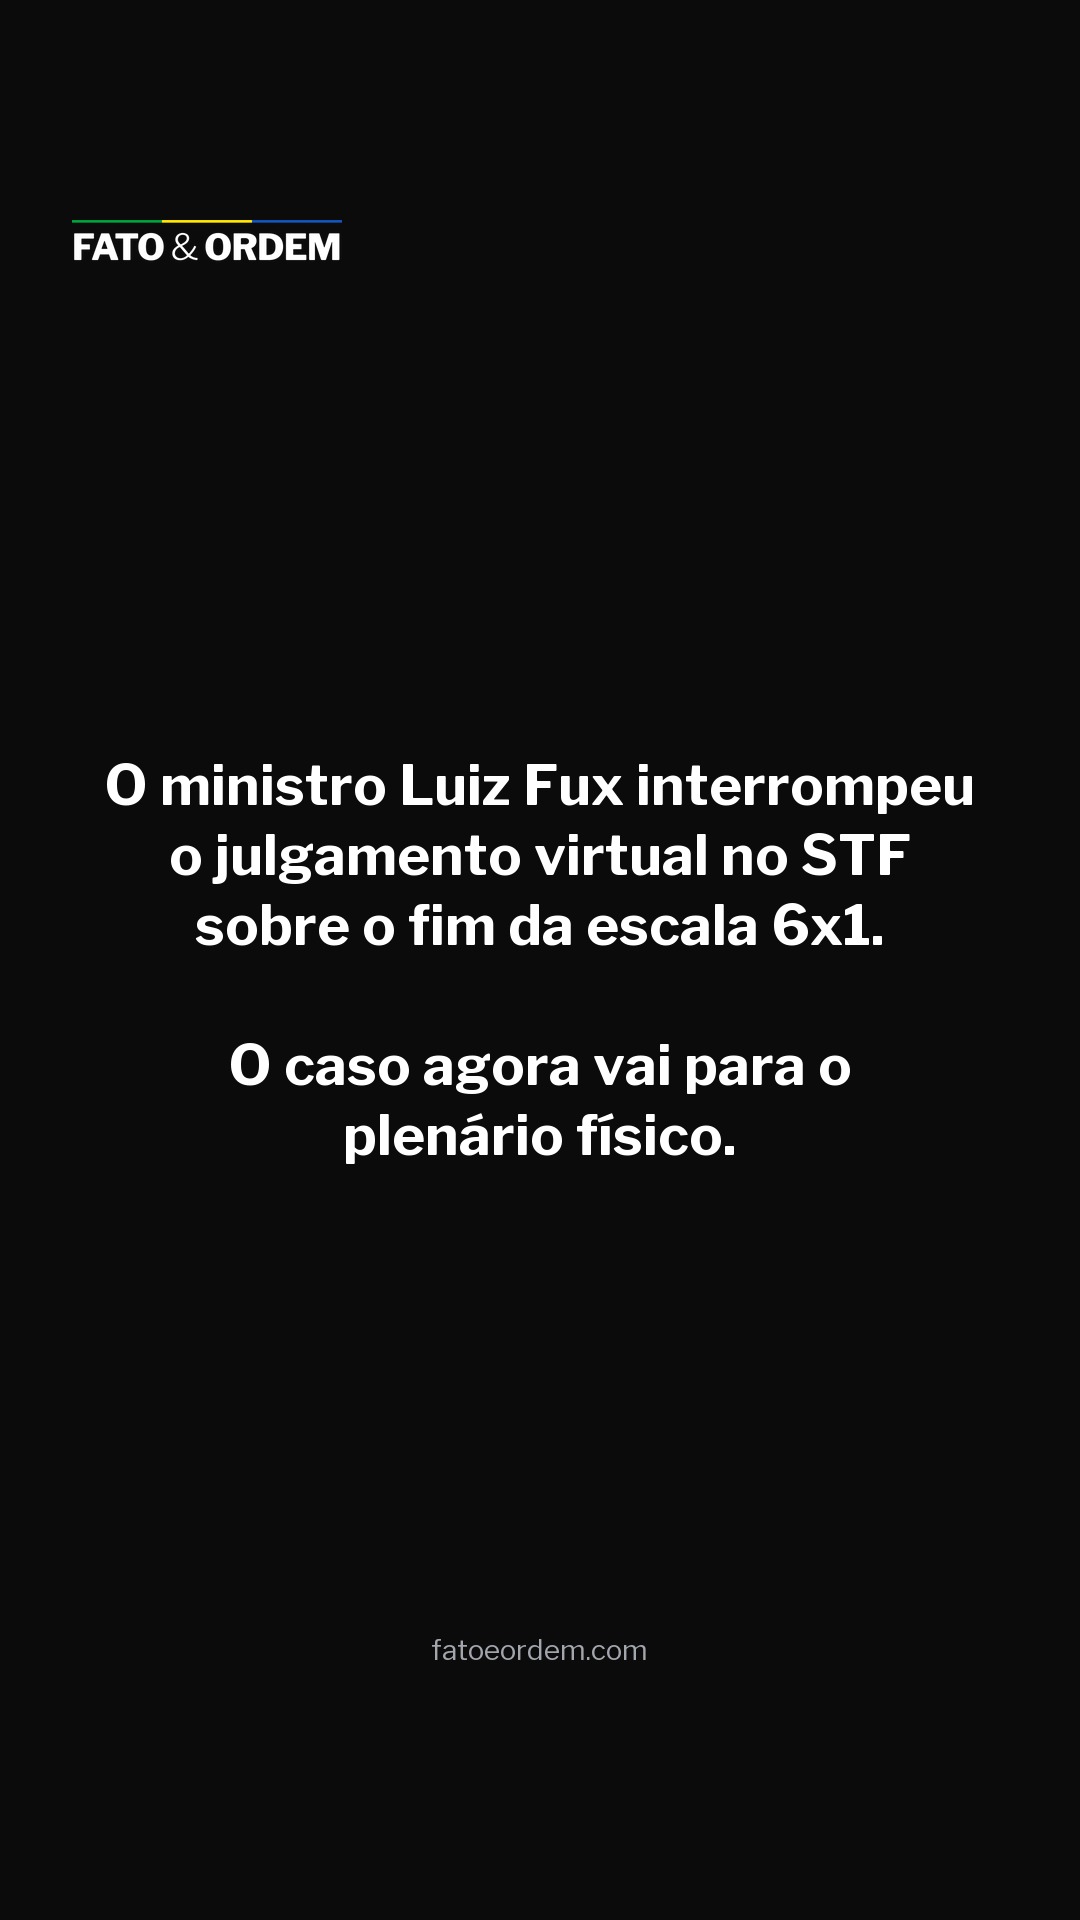 FATO & ORDEM
O ministro Luiz Fux interrompeu
o julgamento virtual no STF
sobre o fim da escala 6x1.
O caso agora vai para o
plenário físico.
fatoeordem.com